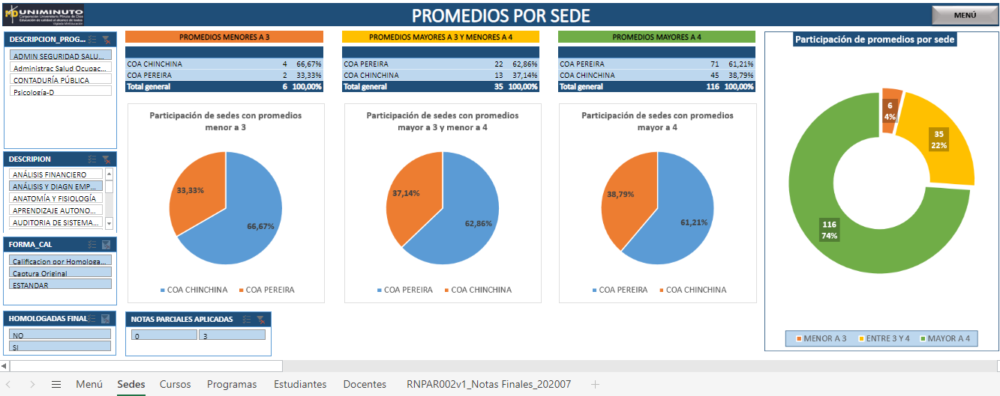 UNIMINUTO
Corporación Universitaria Minuto de Dios
Educación de calidad al alcance de todos
Vigilada MinEducación
PROMEDIOS POR SEDE
MENÚ
DESCRIPCION_PROG...
ADMIN SEGURIDAD SALU...
Administrac Salud Ocupac...
CONTADURÍA PÚBLICA
Psicología-D
DESCRIPION
ANÁLISIS FINANCIERO
ANÁLISIS Y DIAGN EMP...
ANATOMÍA Y FISIOLOGÍA
APRENDIZAJE AUTONO...
AUDITORIA DE SISTEMA...
FORMA_CAL
Calificacion por Homologa...
Captura Original
ESTANDAR
HOMOLOGADAS FINAL
NO
SI
PROMEDIOS MENORES A 3
COA CHINCHINA 4 66,67%
COA PEREIRA 2 33,33%
Total general 6 100,00%
Participación de sedes con promedios
menor a 3
33,33%
66,67%
COA CHINCHINA COA PEREIRA
NOTAS PARCIALES APLICADAS
0 3
PROMEDIOS MAYORES A 3 Y MENORES A 4
COA PEREIRA 22 62,86%
COA CHINCHINA 13 37,14%
Total general 35 100,00%
Participación de sedes con promedios
mayor a 3 y menor a 4
37,14%
62,86%
COA PEREIRA COA CHINCHINA
PROMEDIOS MAYORES A 4
COA PEREIRA 71 61,21%
COA CHINCHINA 45 38,79%
Total general 116 100,00%
Participación de sedes con promedios
mayor a 4
38,79%
61,21%
COA PEREIRA COA CHINCHINA
Participación de promedios por sede
6
4%
35
22%
116
74%
MENOR A 3 ENTRE 3 Y 4 MAYOR A 4
Menú Sedes Cursos Programas Estudiantes Docentes RNPAR002v1_Notas Finales_202007